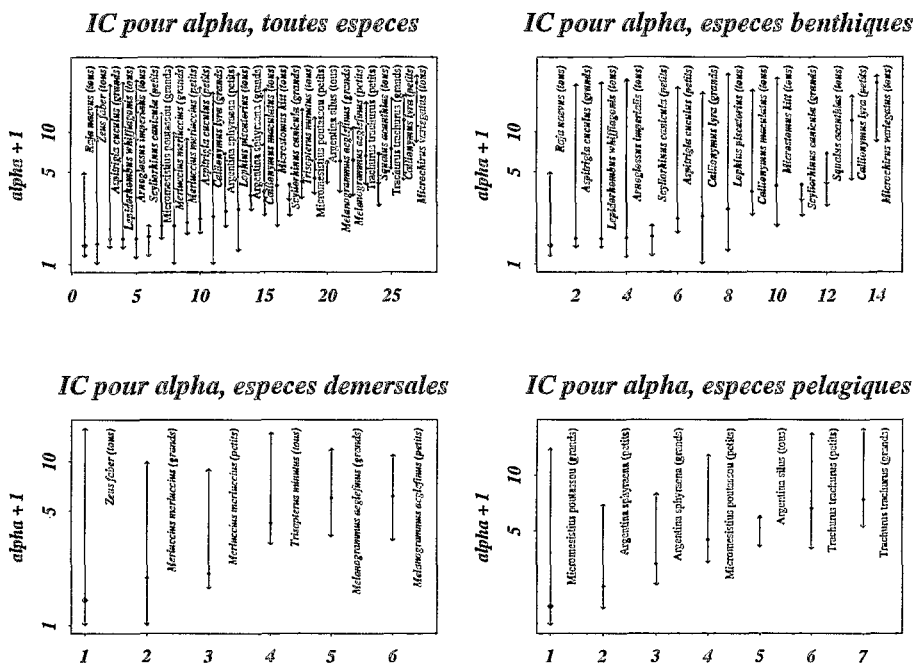 IC pour alpha, toutes especes
alpha + 1
10
5
1
Raja naevus (tous)
Zeus faber (tous)
Aspitrigla cuculus (grands)
Lepidorhombus whiffiagonis (tous)
Arnoglossus imperialis (tous)
Scyliorhinus canicula (petits)
Micromesistius poutassou (grands)
Merluccius merluccius (grands)
Merluccius merluccius (petits)
Aspitrigla cuculus (petits)
Callionymus lyra (grands)
Argentina sphyraena (petits)
Lophius piscatorius (tous)
Argentina sphyraena (grands)
Callionymus maculatus (tous)
Microstomus kitt (tous)
Scyliorhinus canicula (grands)
Trisopterus minutus (tous)
Micromesistius poutassou (petits)
Argentina silus (tous)
Melanogrammus aeglefinus (grands)
Melanogrammus aeglefinus (petits)
Trachurus trachurus (petits)
Squalus acanthias (tous)
Trachurus trachurus (grands)
Callionymus lyra (petits)
Microchirus variegatus (tous)
0 5 10 15 20 25
IC pour alpha, especes benthiques
alpha + 1
10
5
1
Raja naevus (tous)
Aspitrigla cuculus (grands)
Lepidorhombus whiffiagonis (tous)
Arnoglossus imperialis (tous)
Scyliorhinus canicula (petits)
Aspitrigla cuculus (petits)
Callionymus lyra (grands)
Lophius piscatorius (tous)
Callionymus maculatus (tous)
Microstomus kitt (tous)
Scyliorhinus canicula (grands)
Squalus acanthias (tous)
Callionymus lyra (petits)
Microchirus variegatus (tous)
2 4 6 8 10 12 14
IC pour alpha, especes demersales
alpha + 1
10
5
1
Zeus faber (tous)
Merluccius merluccius (grands)
Merluccius merluccius (petits)
Trisopterus minutus (tous)
Melanogrammus aeglefinus (grands)
Melanogrammus aeglefinus (petits)
1 2 3 4 5 6
IC pour alpha, especes pelagiques
alpha + 1
10
5
Micromesistius poutassou (grands)
Argentina sphyraena (petits)
Argentina sphyraena (grands)
Micromesistius poutassou (petits)
Argentina silus (tous)
Trachurus trachurus (petits)
Trachurus trachurus (grands)
1 2 3 4 5 6 7